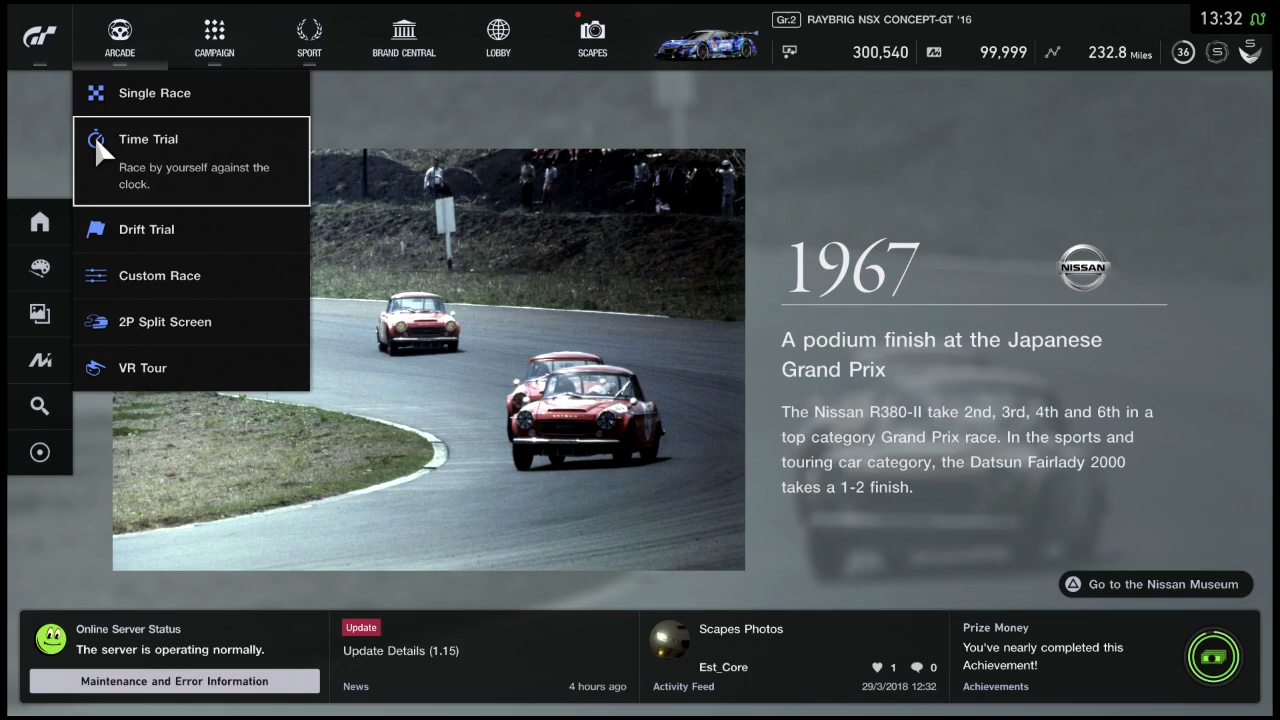 ARCADE
CAMPAIGN
SPORT
BRAND CENTRAL
LOBBY
SCAPES
Gr.2 RAYBRIG NSX CONCEPT-GT '16
13:32
300,540
99,999
232.8 Miles
36
S
S
Single Race
Time Trial
Race by yourself against the
clock.
Drift Trial
Custom Race
2P Split Screen
VR Tour
1967
NISSAN
A podium finish at the Japanese
Grand Prix
The Nissan R380-II take 2nd, 3rd, 4th and 6th in a
top category Grand Prix race. In the sports and
touring car category, the Datsun Fairlady 2000
takes a 1-2 finish.
Go to the Nissan Museum
Online Server Status
The server is operating normally.
Maintenance and Error Information
Update
Update Details (1.15)
News
4 hours ago
Scapes Photos
Est_Core
1
0
Activity Feed
29/3/2018 12:32
Prize Money
You've nearly completed this
Achievement!
Achievements